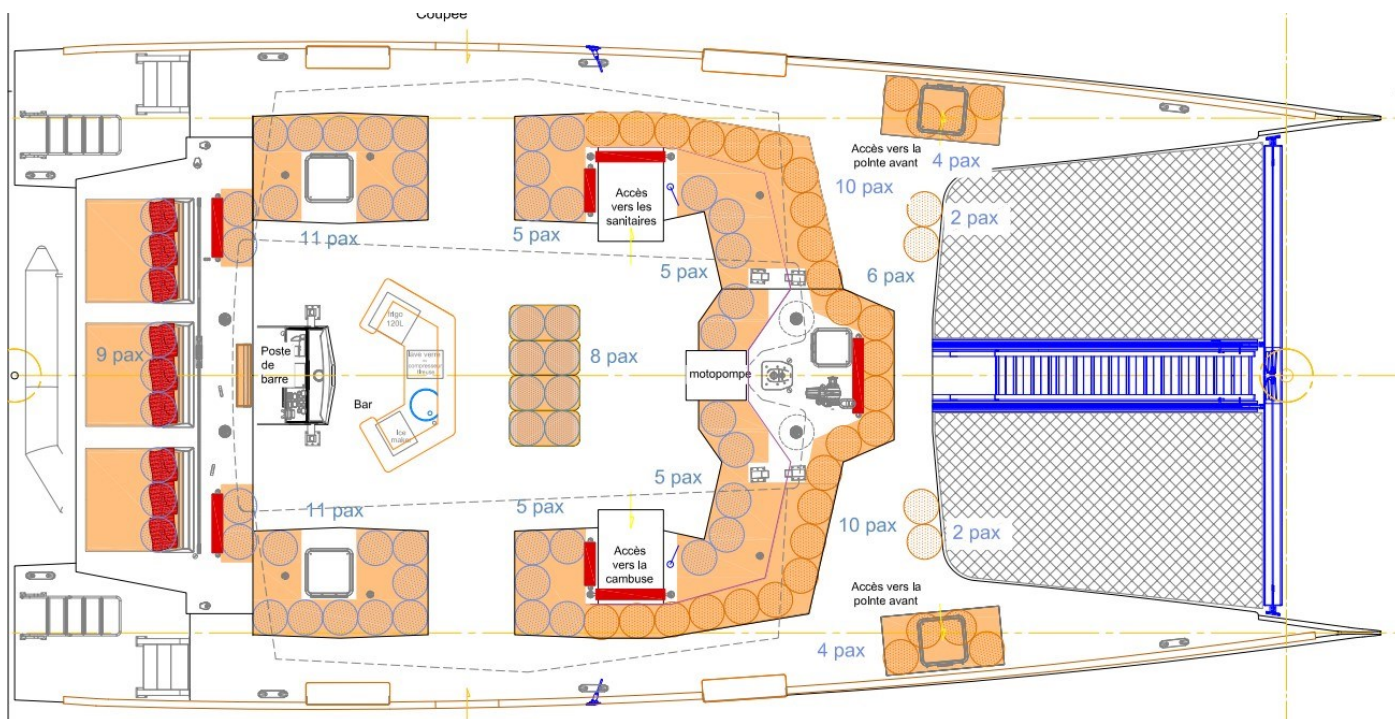 Coupée
Accès vers la
pointe avant
4 pax
10 pax
2 pax
Accès
vers les
sanitaires
11 pax
5 pax
5 pax
6 pax
frigo
120L
9 pax
Poste
de
barre
lave verre
8 pax
motopompe
Bar
Ice
maker
5 pax
11 pax
5 pax
10 pax
2 pax
Accès
vers la
cambuse
Accès vers la
pointe avant
4 pax